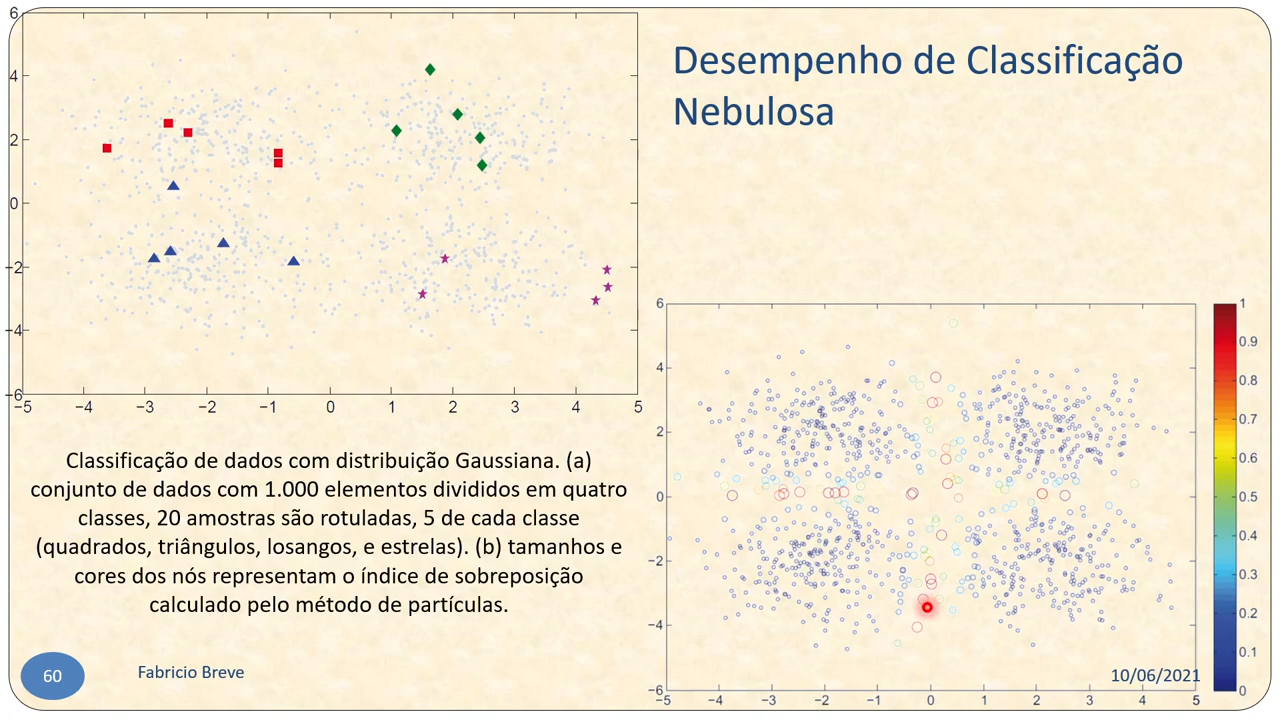 Desempenho de Classificação
Nebulosa
6
4
2
0
−2
−4
−6
−5 −4 −3 −2 −1 0 1 2 3 4 5
Classificação de dados com distribuição Gaussiana. (a)
conjunto de dados com 1.000 elementos divididos em quatro
classes, 20 amostras são rotuladas, 5 de cada classe
(quadrados, triângulos, losangos, e estrelas). (b) tamanhos e
cores dos nós representam o índice de sobreposição
calculado pelo método de partículas.
6
4
2
0
−2
−4
−6
−5 −4 −3 −2 −1 0 1 2 3 4 5
1
0.9
0.8
0.7
0.6
0.5
0.4
0.3
0.2
0.1
0
60
Fabricio Breve
10/06/2021